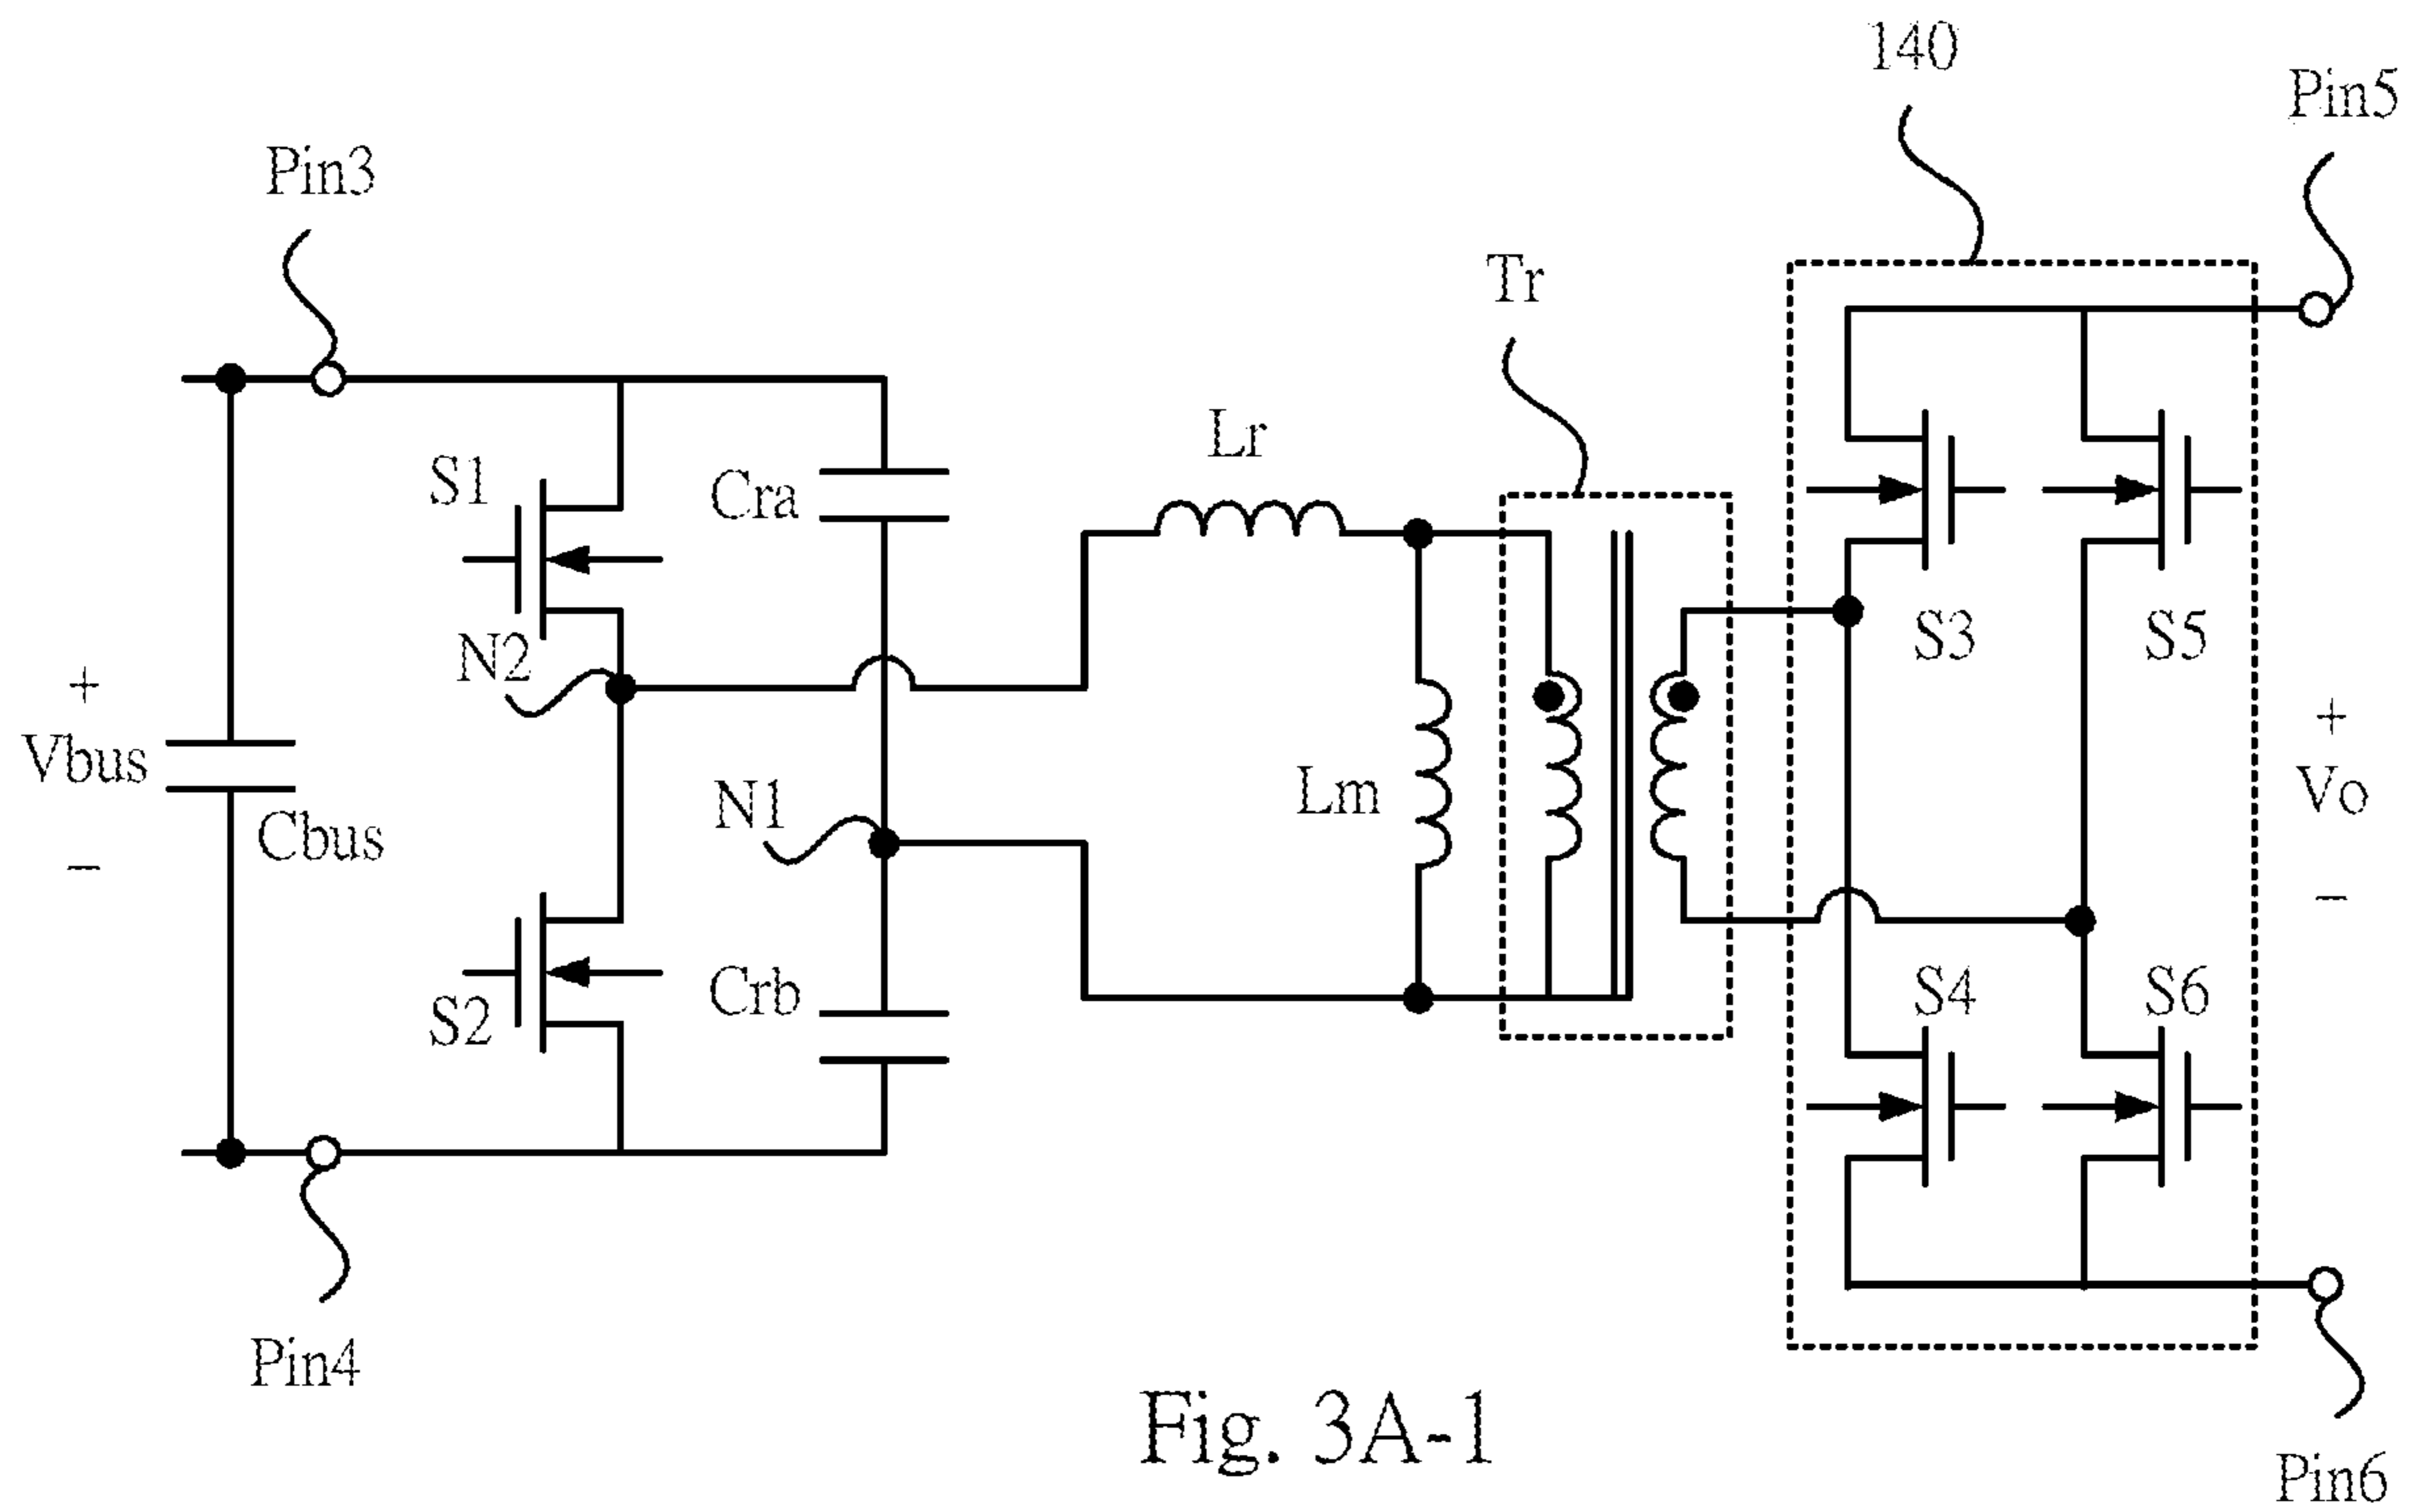 140
Pin5
Pin3
Tr
Lr
S1
Cra
N2
S3
S5
+
Vbus
−
Cbus
N1
Lm
+
Vo
−
S2
Crb
S4
S6
Pin4
Fig. 3A-1
Pin6